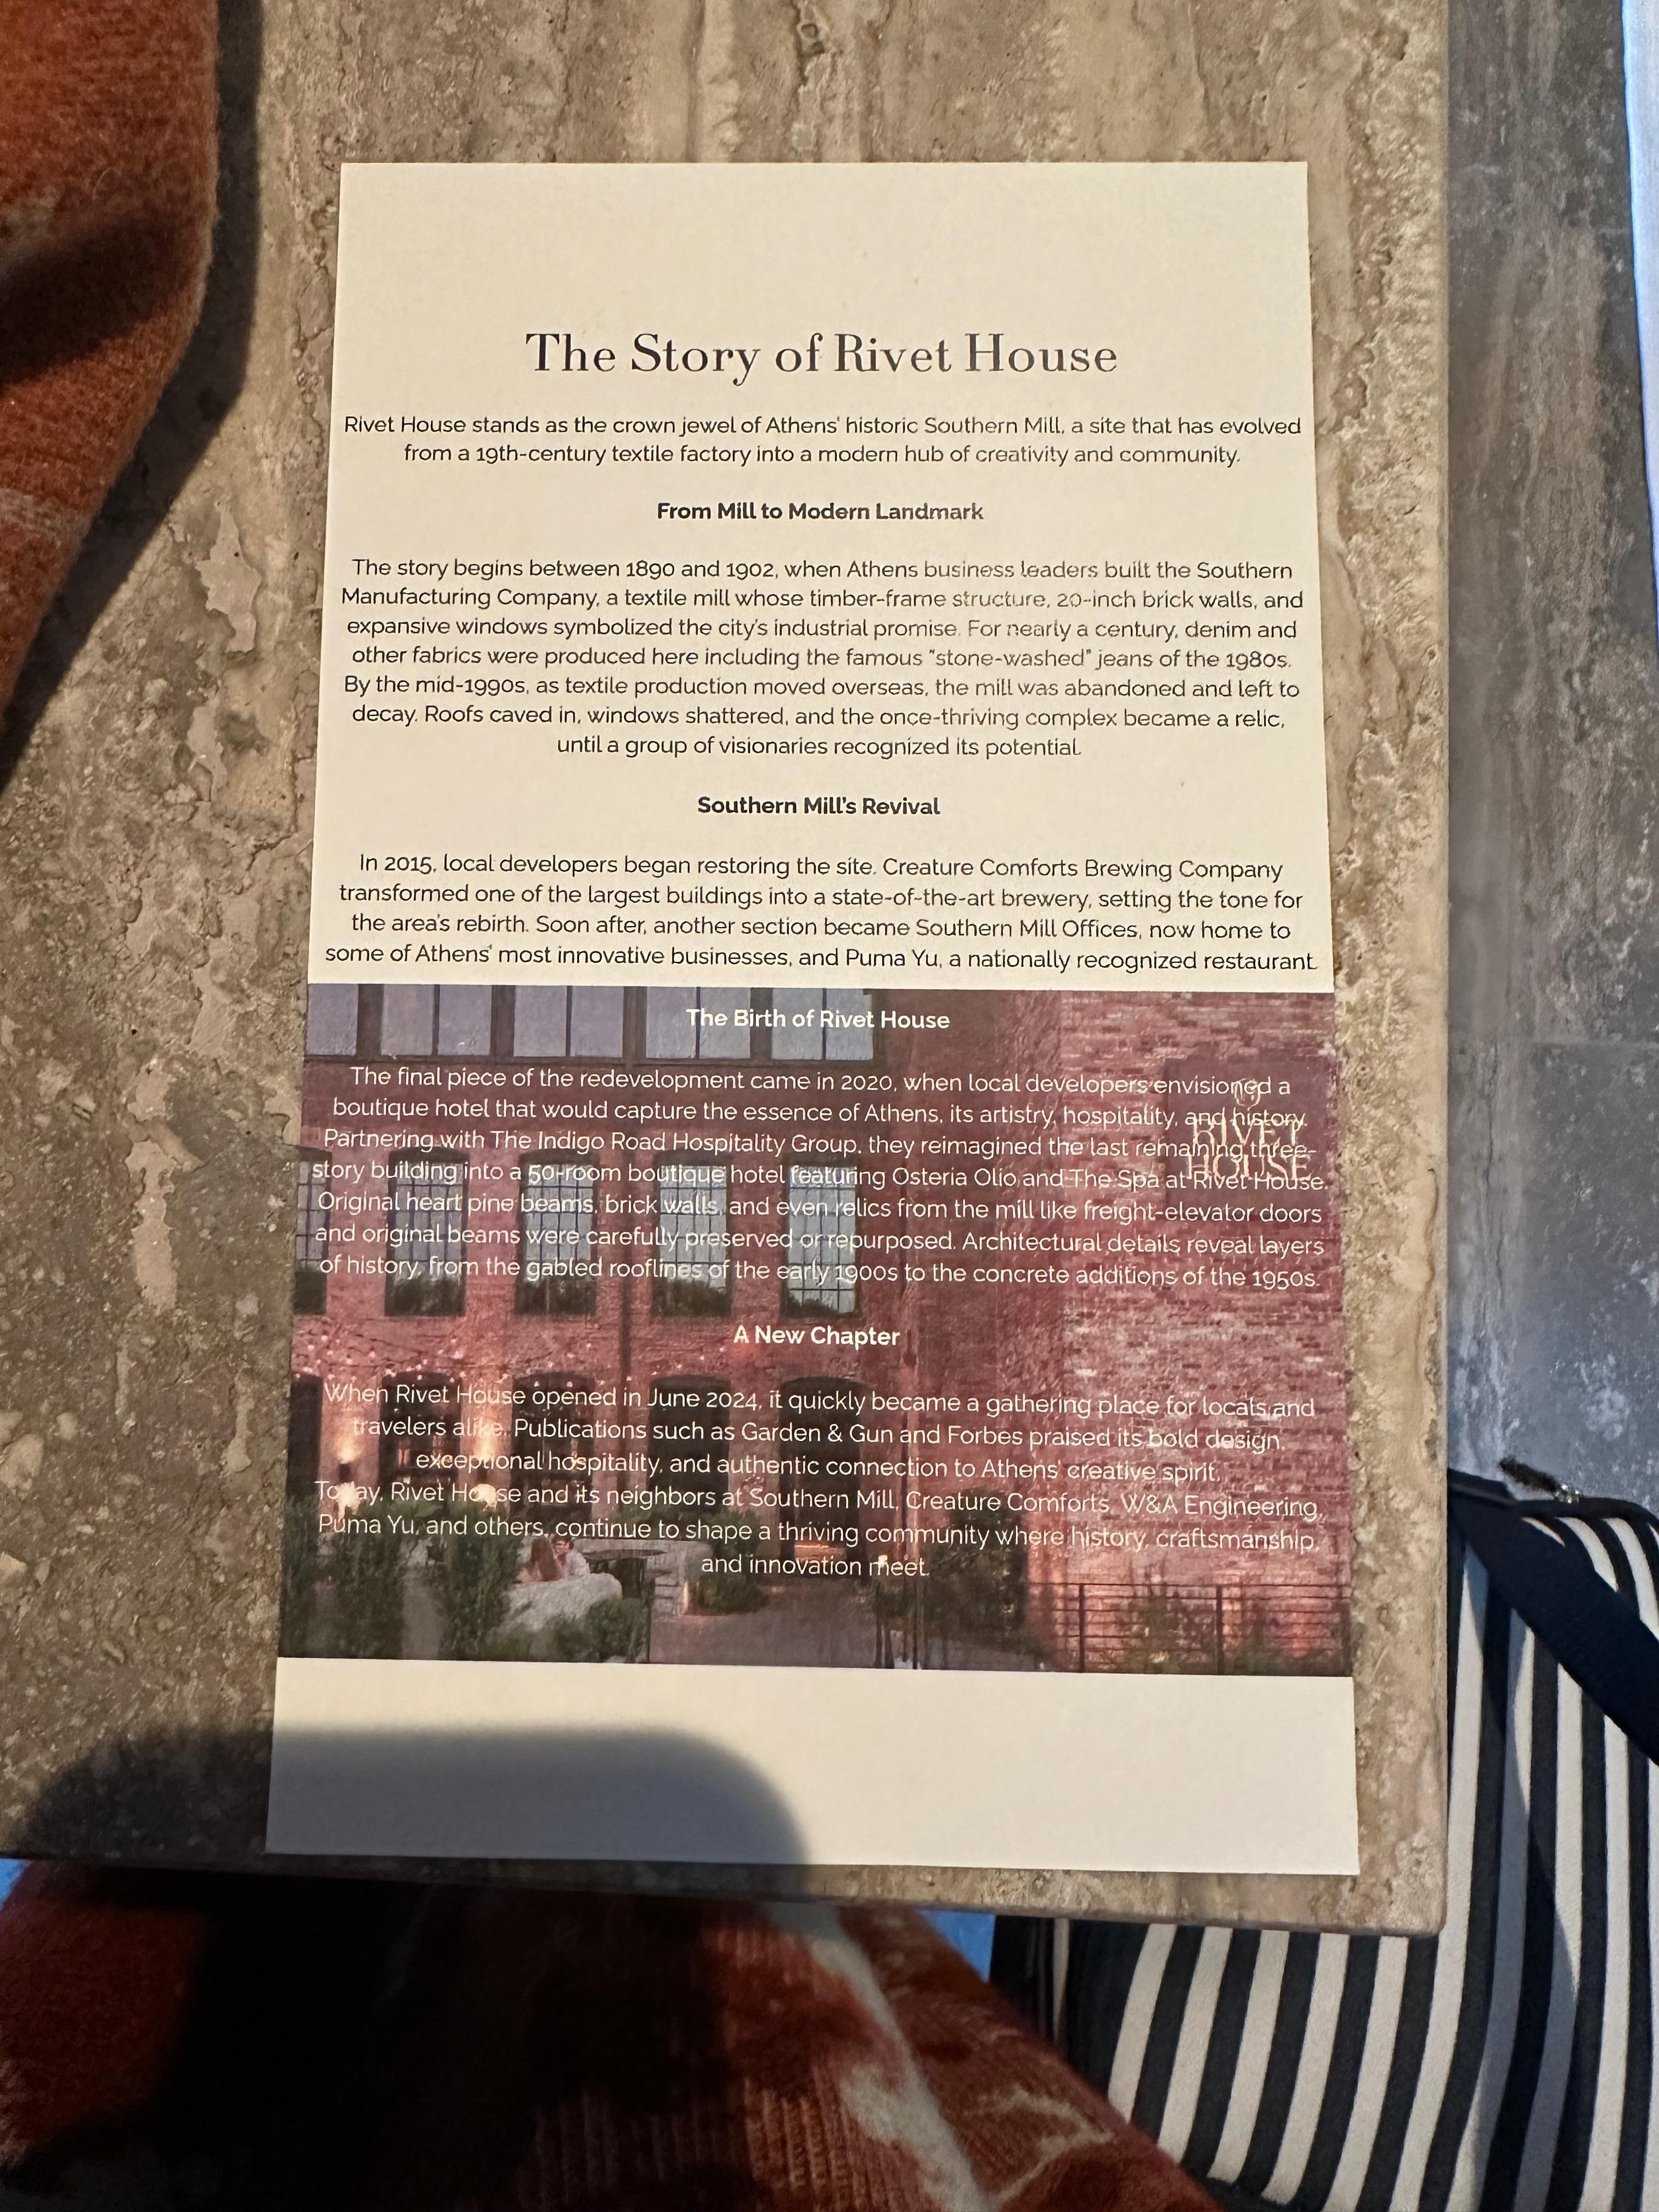 The Story of Rivet House
Rivet House stands as the crown jewel of Athens' historic Southern Mill, a site that has evolved
from a 19th-century textile factory into a modern hub of creativity and community.
From Mill to Modern Landmark
The story begins between 1890 and 1902, when Athens business leaders built the Southern
Manufacturing Company, a textile mill whose timber-frame structure, 20-inch brick walls, and
expansive windows symbolized the city's industrial promise. For nearly a century, denim and
other fabrics were produced here including the famous "stone-washed" jeans of the 1980s.
By the mid-1990s, as textile production moved overseas, the mill was abandoned and left to
decay. Roofs caved in, windows shattered, and the once-thriving complex became a relic,
until a group of visionaries recognized its potential.
Southern Mill's Revival
In 2015, local developers began restoring the site. Creature Comforts Brewing Company
transformed one of the largest buildings into a state-of-the-art brewery, setting the tone for
the area's rebirth. Soon after, another section became Southern Mill Offices, now home to
some of Athens' most innovative businesses, and Puma Yu, a nationally recognized restaurant.
The Birth of Rivet House
The final piece of the redevelopment came in 2020, when local developers envisioned a
boutique hotel that would capture the essence of Athens, its artistry, hospitality, and history.
Partnering with The Indigo Road Hospitality Group, they reimagined the last remaining three-
story building into a 50-room boutique hotel featuring Osteria Olio and The Spa at Rivet House.
Original heart pine beams, brick walls, and even relics from the mill like freight-elevator doors
and original beams were carefully preserved or repurposed. Architectural details reveal layers
of history, from the gabled rooflines of the early 1900s to the concrete additions of the 1950s.
RIVET
HOUSE
A New Chapter
When Rivet House opened in June 2024, it quickly became a gathering place for locals and
travelers alike. Publications such as Garden & Gun and Forbes praised its bold design,
exceptional hospitality, and authentic connection to Athens' creative spirit.
Today, Rivet House and its neighbors at Southern Mill, Creature Comforts, W&A Engineering,
Puma Yu, and others, continue to shape a thriving community where history, craftsmanship,
and innovation meet.